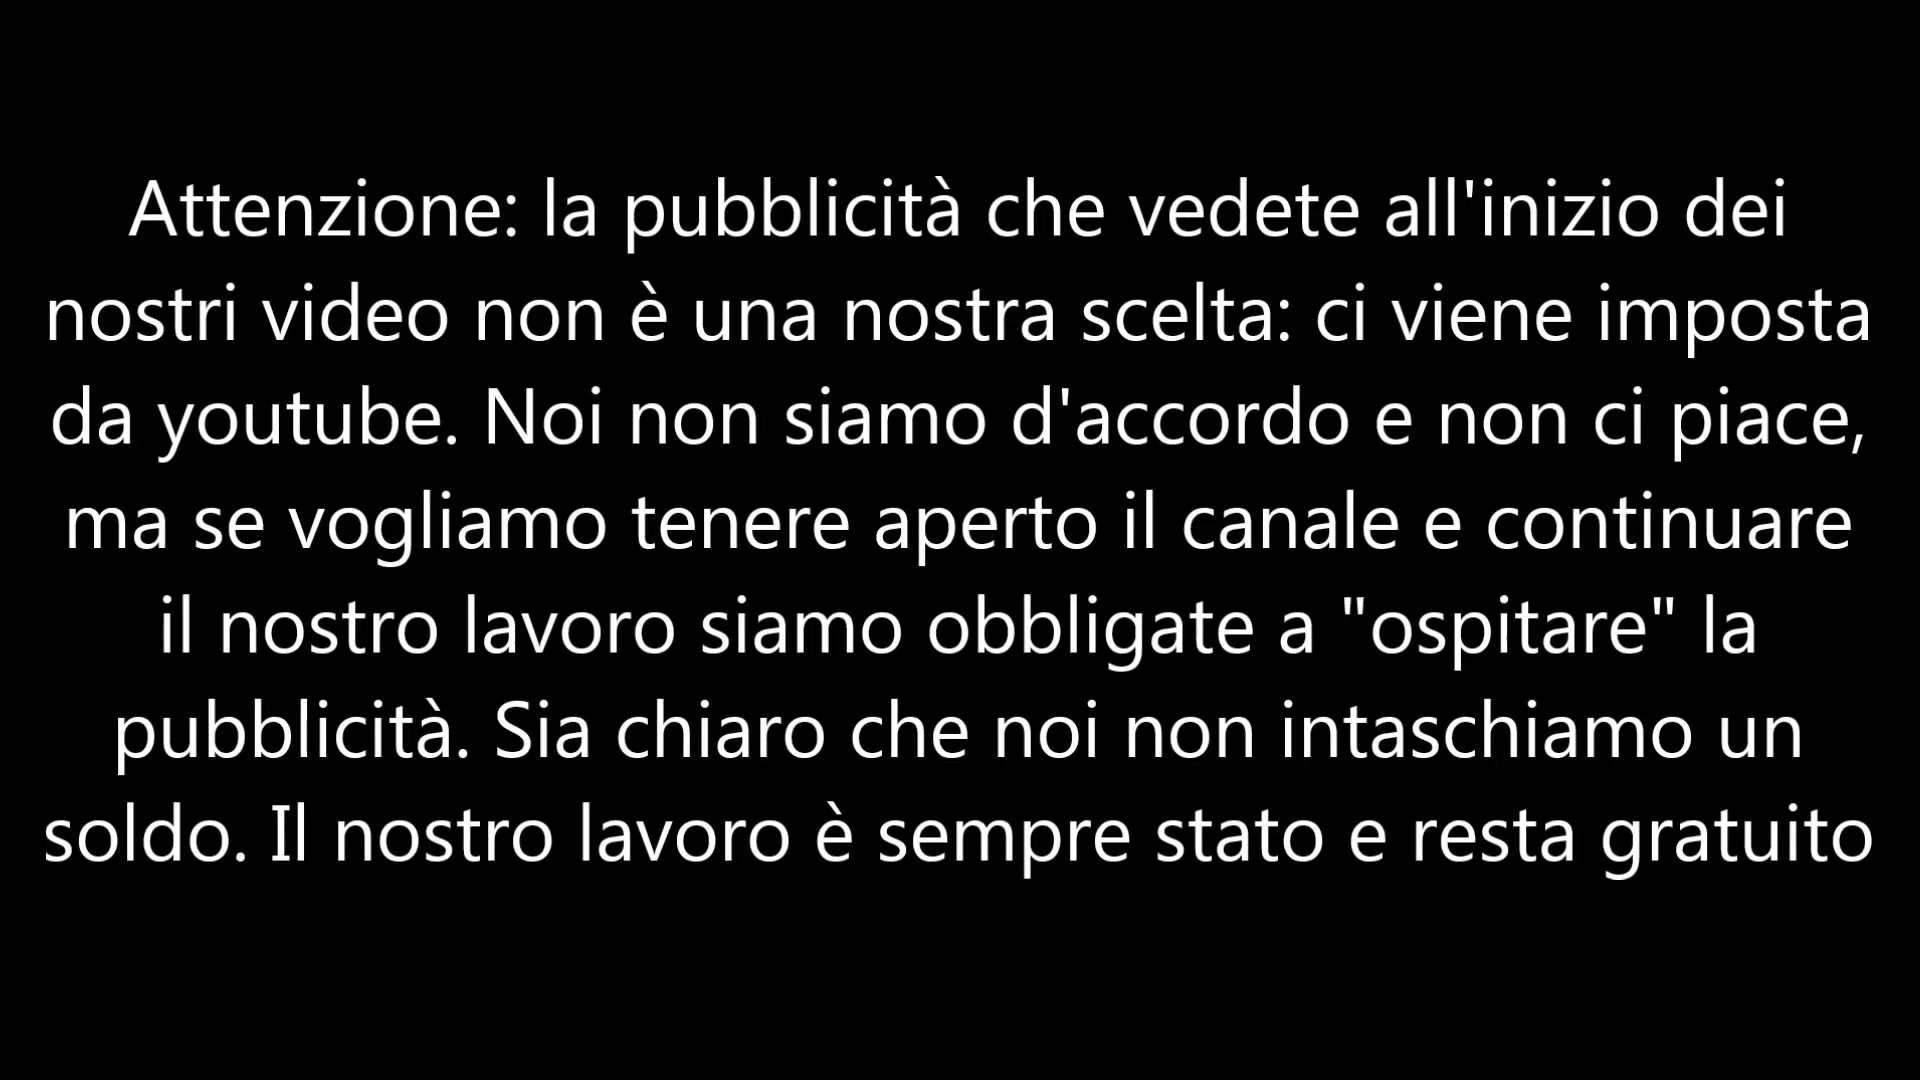 Attenzione: la pubblicità che vedete all'inizio dei
nostri video non è una nostra scelta: ci viene imposta
da youtube. Noi non siamo d'accordo e non ci piace,
ma se vogliamo tenere aperto il canale e continuare
il nostro lavoro siamo obbligate a "ospitare" la
pubblicità. Sia chiaro che noi non intaschiamo un
soldo. Il nostro lavoro è sempre stato e resta gratuito